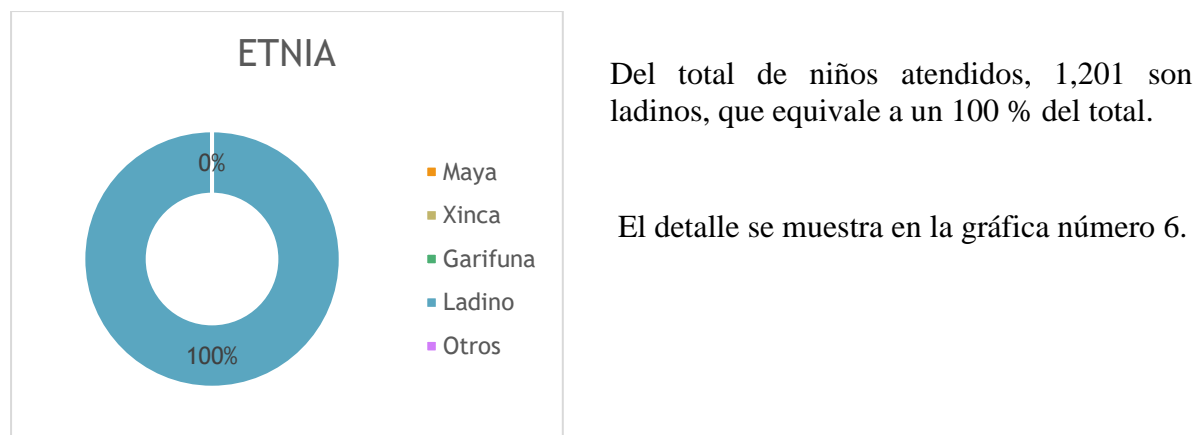 ETNIA
0%
100%
Maya
Xinca
Garifuna
Ladino
Otros
Del total de niños atendidos, 1,201 son
ladinos, que equivale a un 100 % del total.
El detalle se muestra en la gráfica número 6.